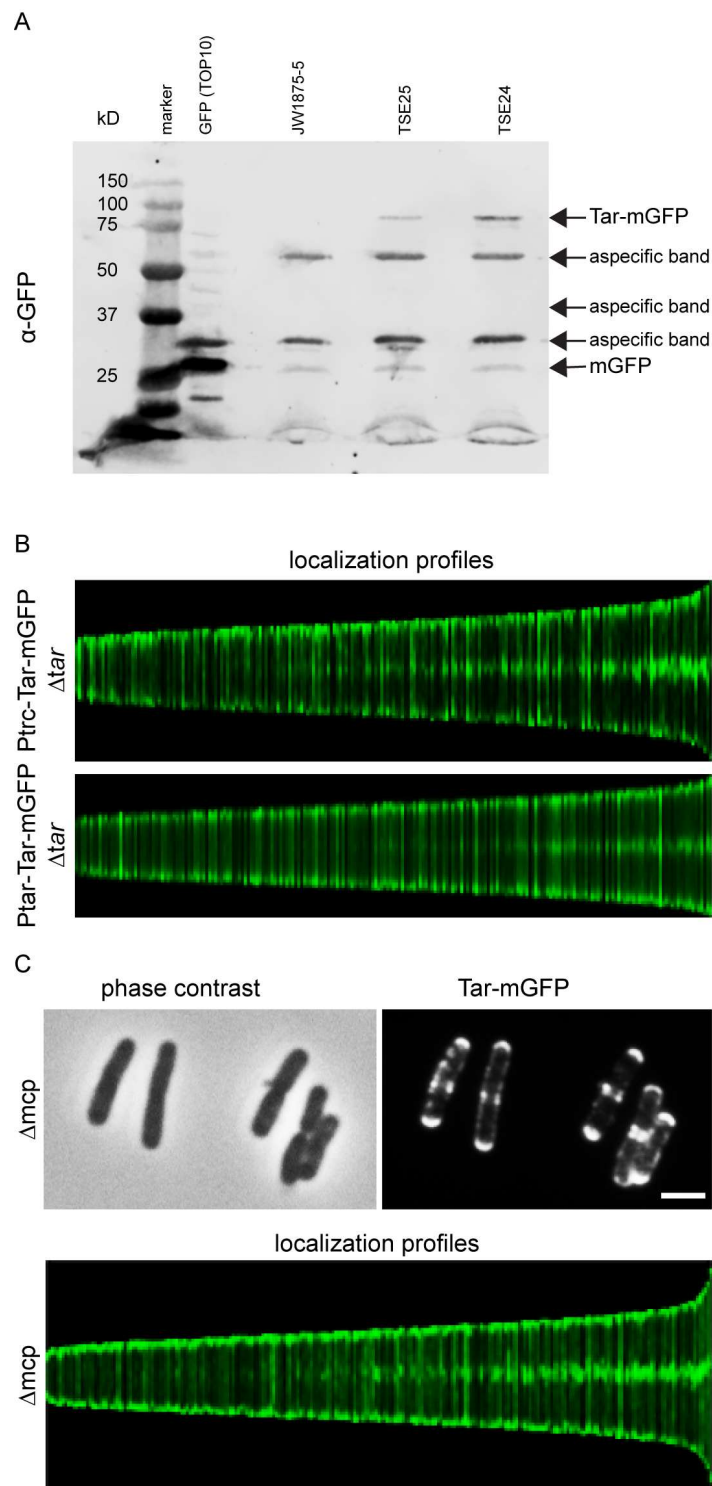 A
kD
marker
GFP (TOP10)
JW1875-5
TSE25
TSE24
150
100
75
50
37
25
α-GFP
Tar-mGFP
aspecific band
aspecific band
aspecific band
mGFP
B
localization profiles
Ptrc-Tar-mGFP
Δtar
Ptar-Tar-mGFP
Δtar
C
phase contrast
Tar-mGFP
Δmcp
localization profiles
Δmcp